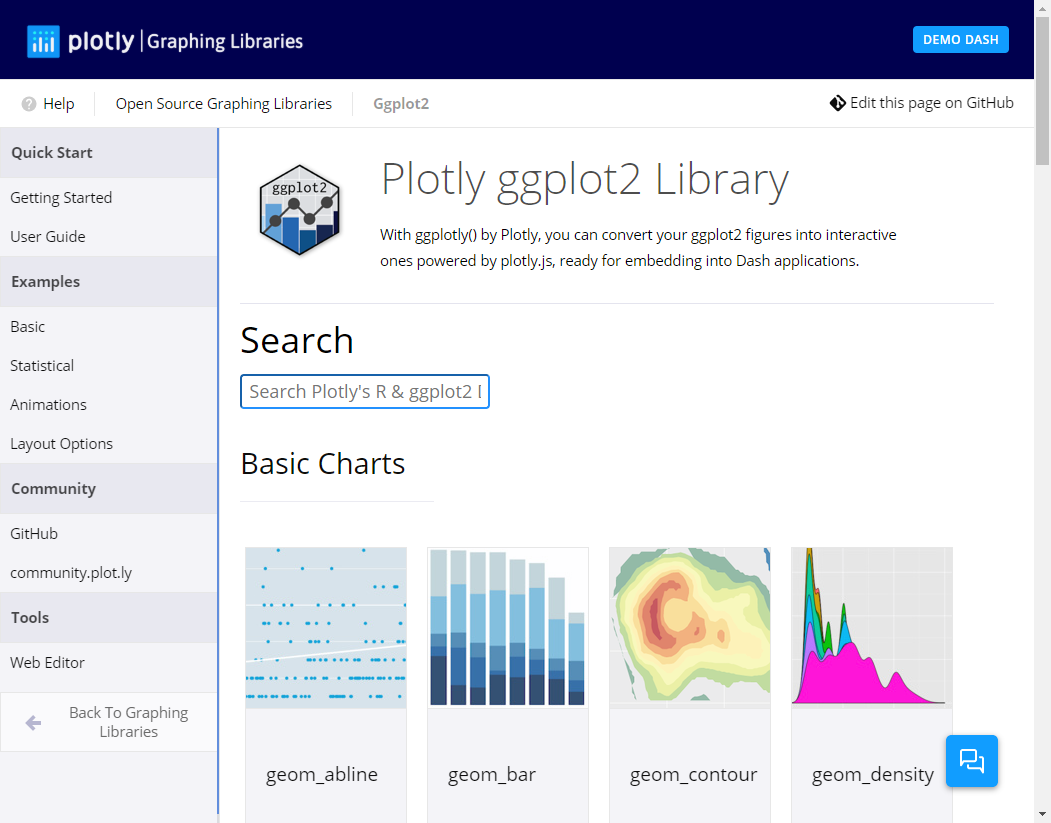 plotly | Graphing Libraries
DEMO DASH
Help
Open Source Graphing Libraries
Ggplot2
Edit this page on GitHub
Quick Start
Getting Started
User Guide
Examples
Basic
Statistical
Animations
Layout Options
Community
GitHub
community.plot.ly
Tools
Web Editor
Back To Graphing
Libraries
ggplot2
Plotly ggplot2 Library
With ggplotly() by Plotly, you can convert your ggplot2 figures into interactive
ones powered by plotly.js, ready for embedding into Dash applications.
Search
Search Plotly's R & ggplot2
Basic Charts
geom_abline
geom_bar
geom_contour
geom_density